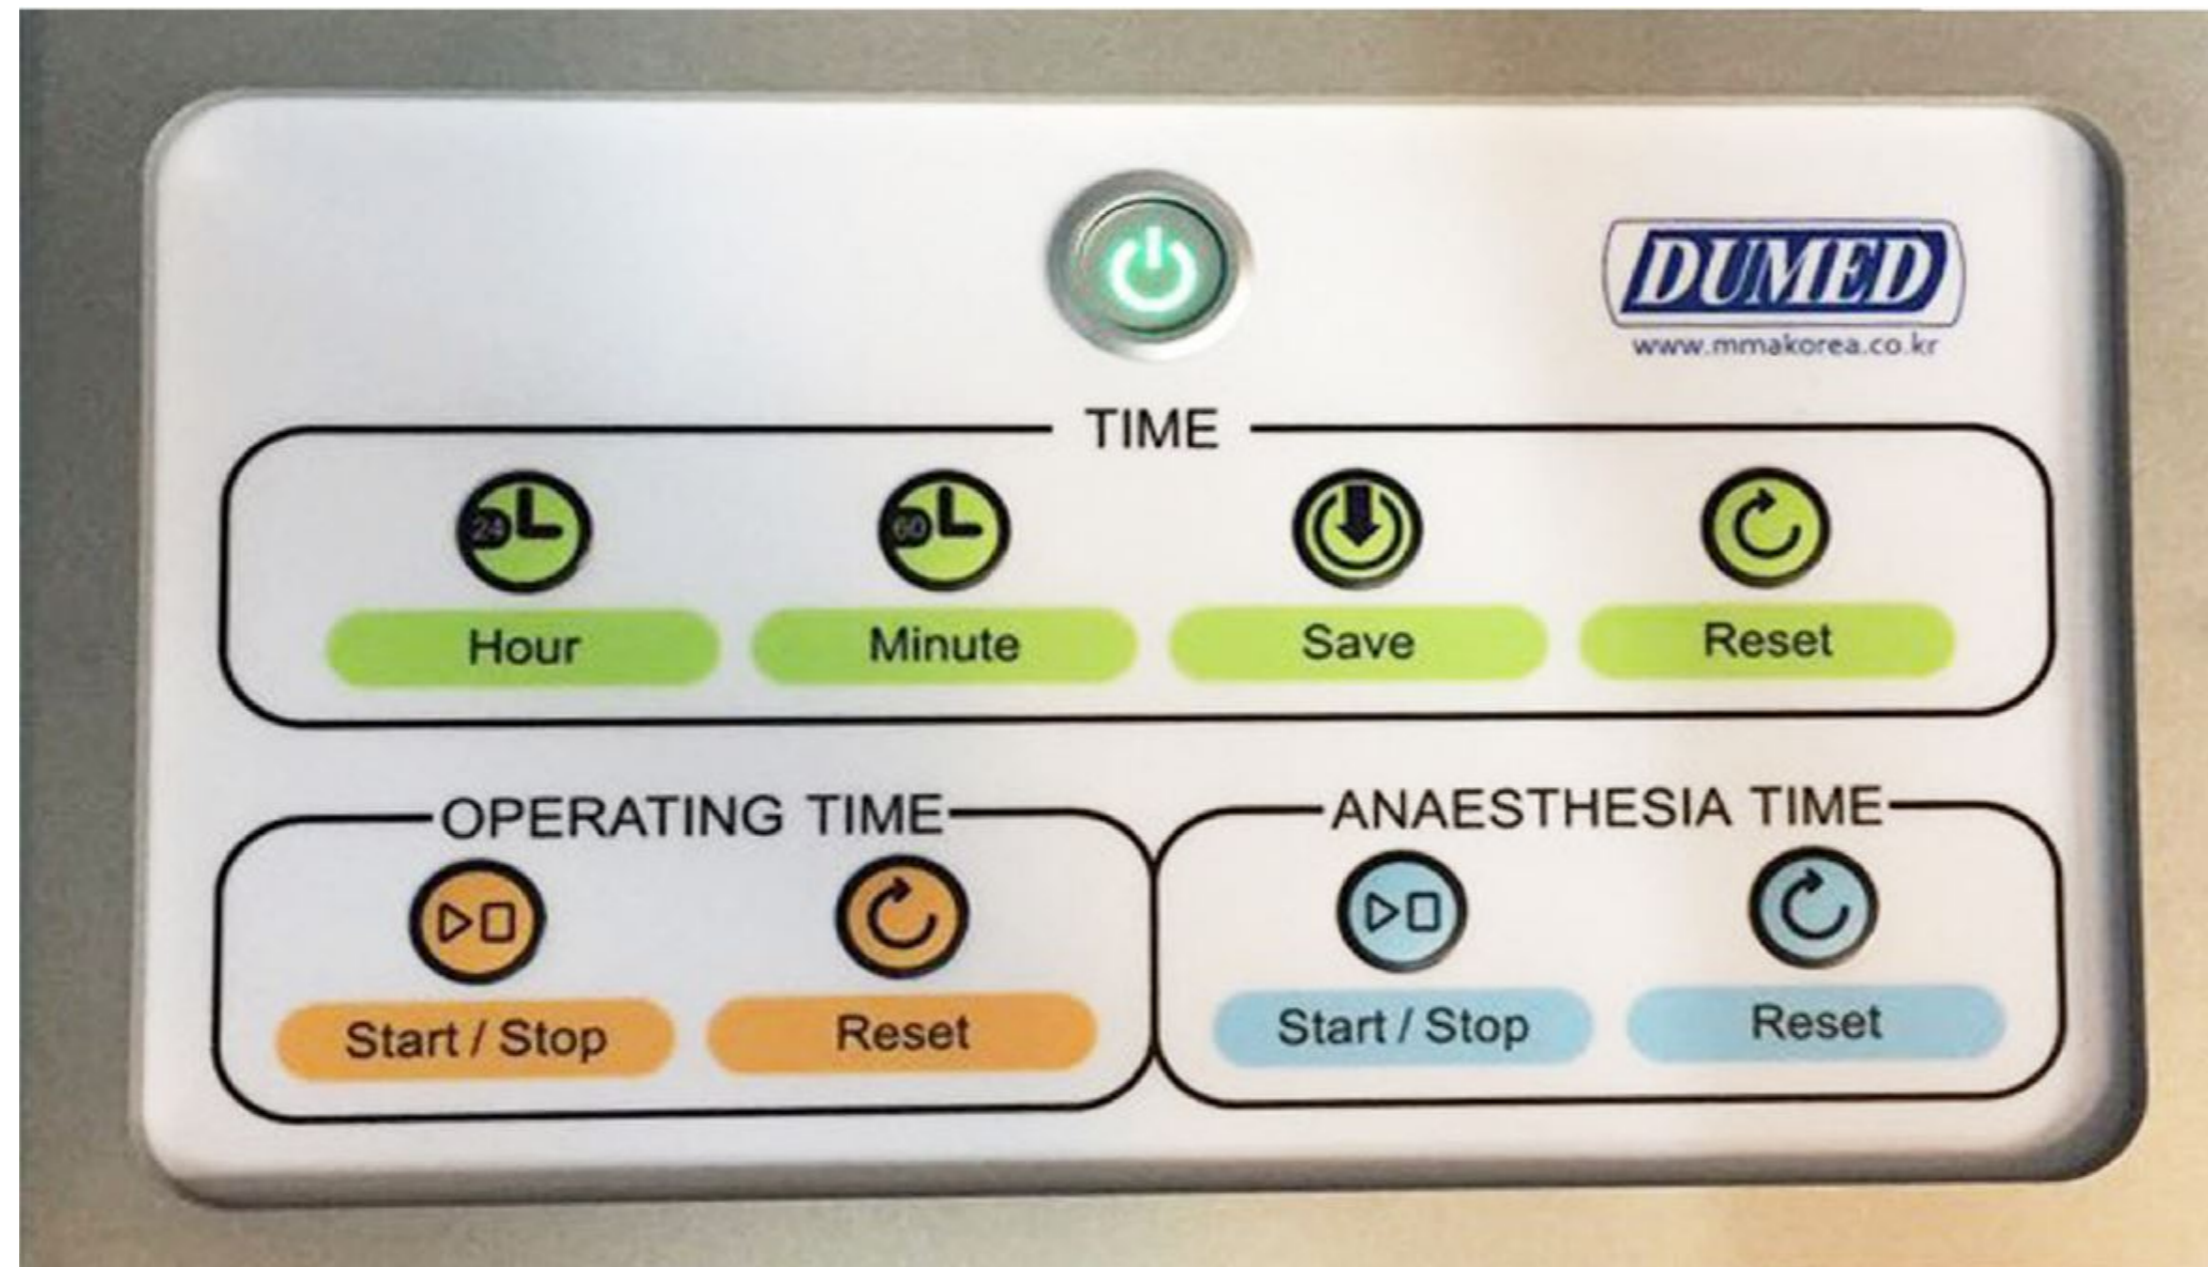 DUMED
www.mmakorea.co.kr
TIME
24
60
Hour
Minute
Save
Reset
OPERATING TIME
ANAESTHESIA TIME
Start / Stop
Reset
Start / Stop
Reset